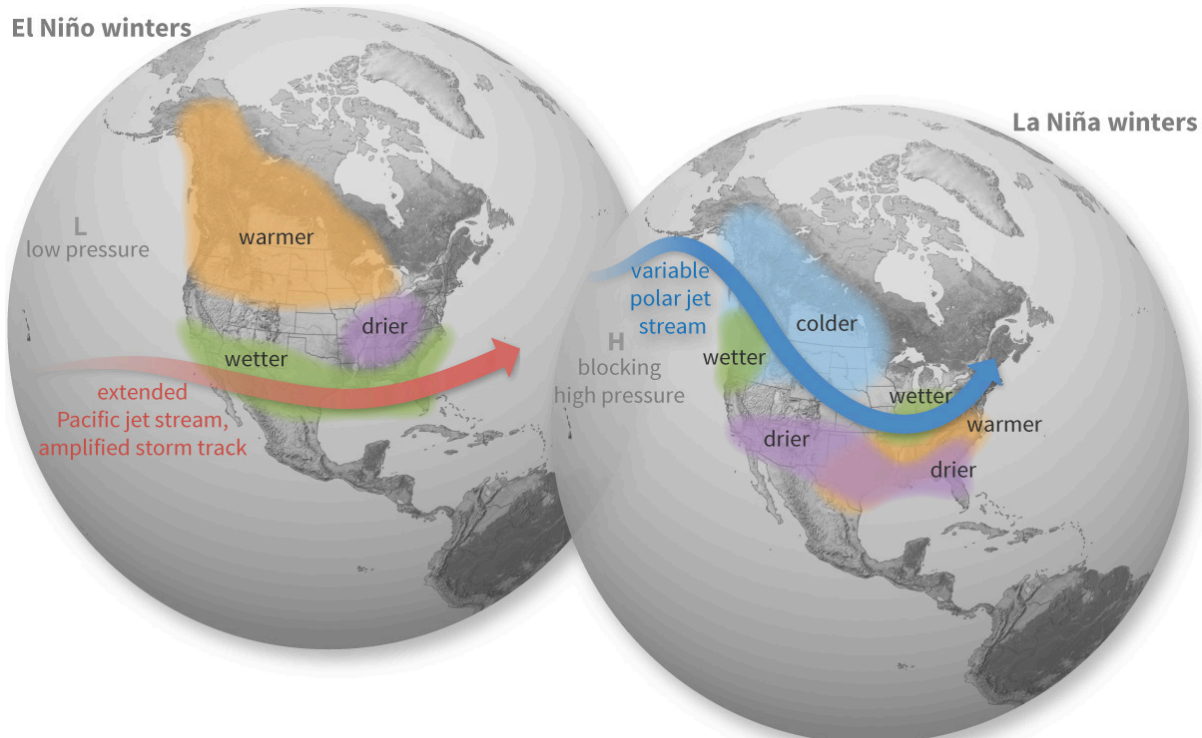 El Niño winters
L
low pressure
warmer
drier
wetter
extended
Pacific jet stream,
amplified storm track
La Niña winters
variable
polar jet
stream
H
blocking
high pressure
colder
wetter
wetter
warmer
drier
drier